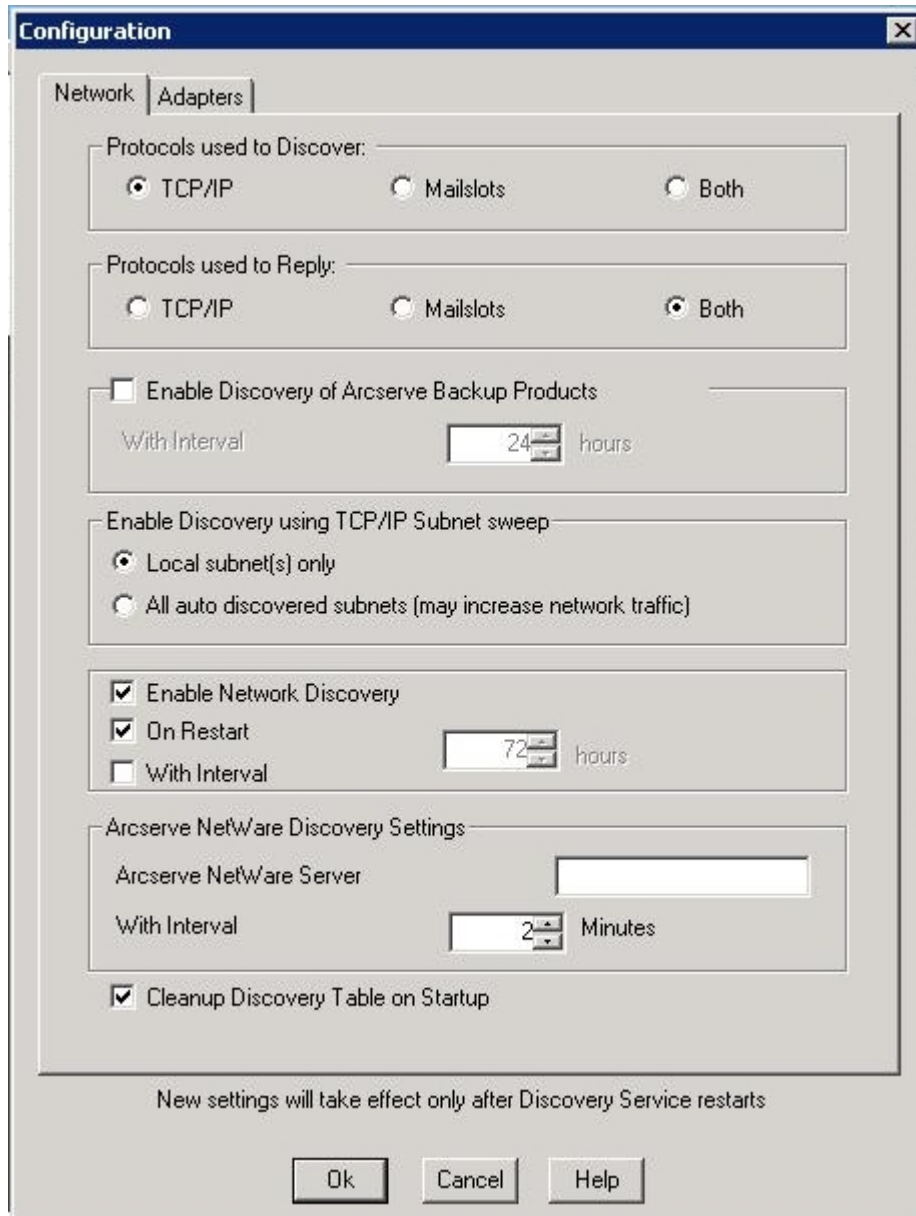 Configuration
Network Adapters
Protocols used to Discover:
TCP/IP Mailslots Both
Protocols used to Reply:
TCP/IP Mailslots Both
Enable Discovery of Arcserve Backup Products
With Interval 24 hours
Enable Discovery using TCP/IP Subnet sweep
Local subnet(s) only
All auto discovered subnets (may increase network traffic)
Enable Network Discovery
On Restart
72 hours
With Interval
Arcserve NetWare Discovery Settings
Arcserve NetWare Server
With Interval 2 Minutes
Cleanup Discovery Table on Startup
New settings will take effect only after Discovery Service restarts
Ok Cancel Help